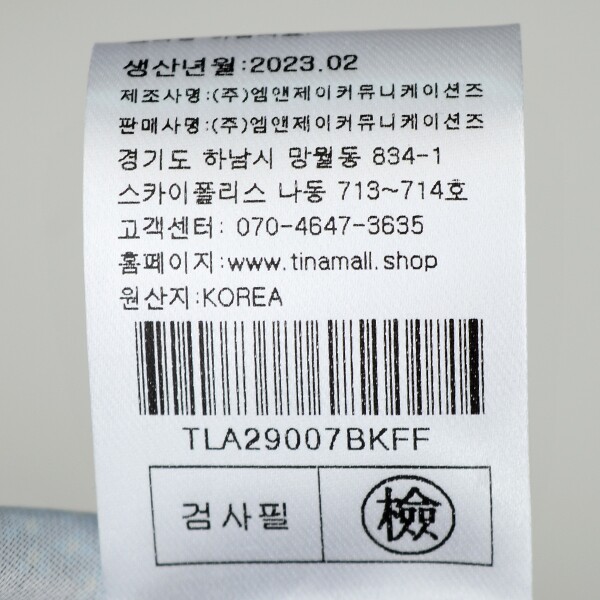 생산년월:2023.02
제조사명:(주)엠앤제이커뮤니케이션즈
판매사명:(주)엠앤제이커뮤니케이션즈
경기도 하남시 망월동 834-1
스카이폴리스 나동 713~714호
고객센터: 070-4647-3635
홈페이지:www.tinamall.shop
원산지:KOREA
TLA29007BKFF
검사필 檢